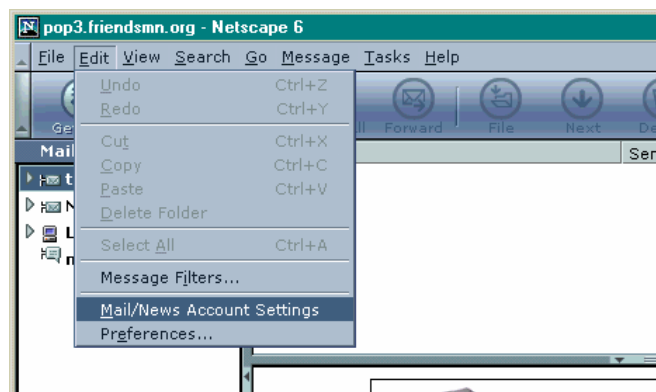 pop3.friendsmn.org - Netscape 6
File Edit View Search Go Message Tasks Help
Undo Ctrl+Z
Redo Ctrl+Y
Cut Ctrl+X
Copy Ctrl+C
Paste Ctrl+V
Delete Folder
Select All Ctrl+A
Message Filters...
Mail/News Account Settings
Preferences...
Forward File Next
Mail